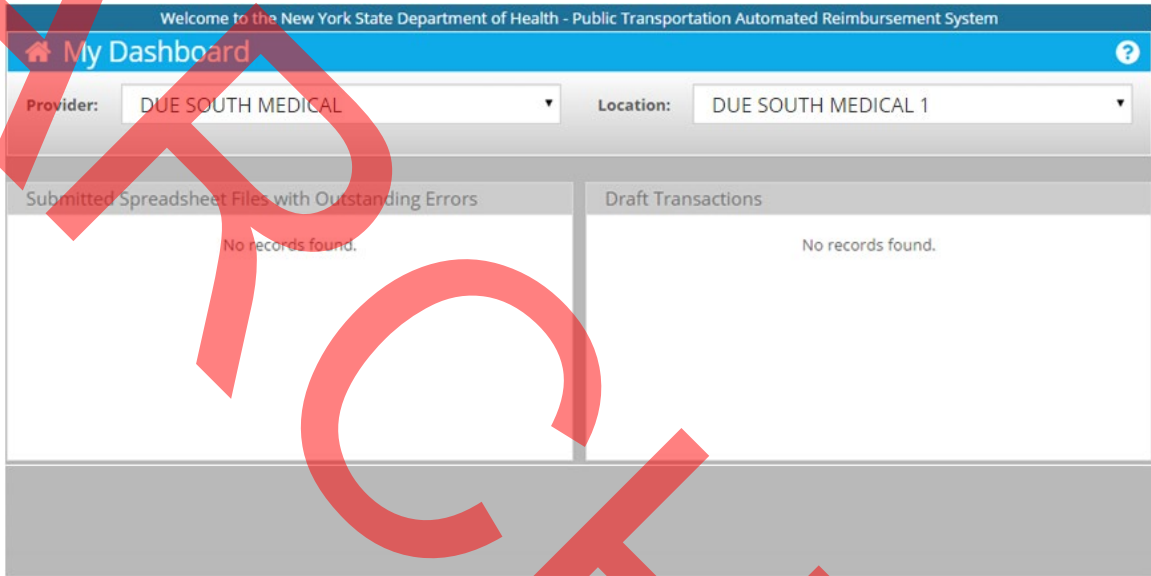 Welcome to the New York State Department of Health - Public Transportation Automated Reimbursement System
My Dashboard
?
Provider: DUE SOUTH MEDICAL Location: DUE SOUTH MEDICAL 1
Submitted Spreadsheet Files with Outstanding Errors
No records found.
Draft Transactions
No records found.